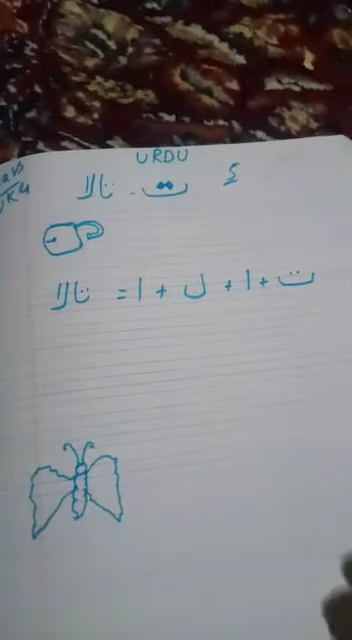 URDU
ت - تالا
ت + ا + ل + ا = تالا